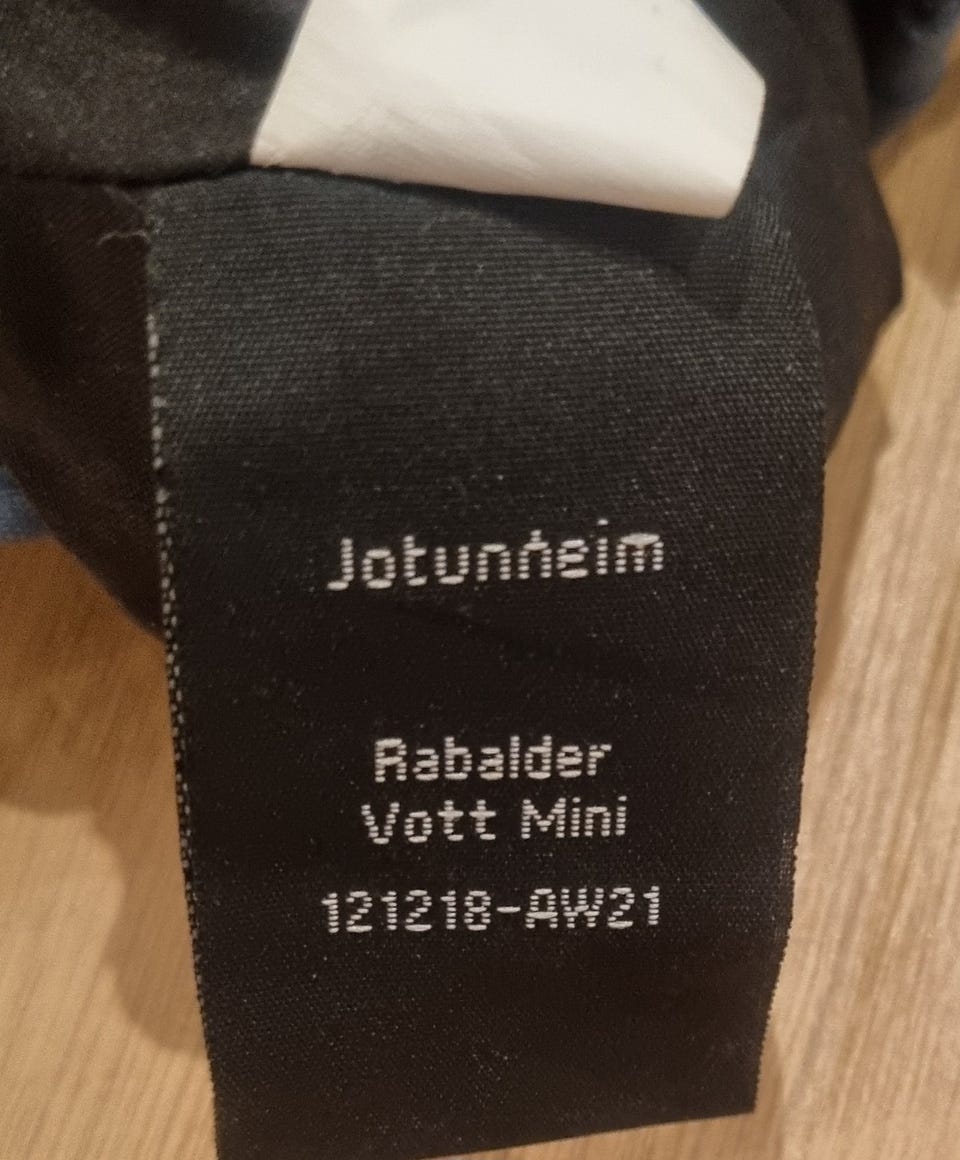 Jotunheim
Rabalder
Vott Mini
121218-AW21